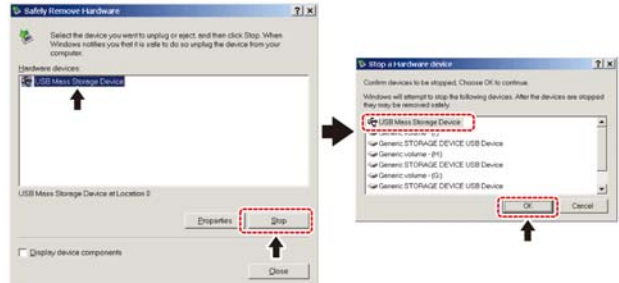 Safely Remove Hardware
Select the device you want to unplug or eject, and then click Stop. When
Windows notifies you that it is safe to do so unplug the device from your
computer.
Hardware devices:
USB Mass Storage Device
USB Mass Storage Device at Location 0
Properties
Stop
Display device components
Close
Stop a Hardware device
Confirm devices to be stopped, Choose OK to continue.
Windows will attempt to stop the following devices. After the devices are stopped
they may be removed safely.
USB Mass Storage Device
Generic volume -
Generic STORAGE DEVICE USB Device
Generic volume - (H:)
Generic STORAGE DEVICE USB Device
Generic volume - (G:)
Generic STORAGE DEVICE USB Device
OK
Cancel